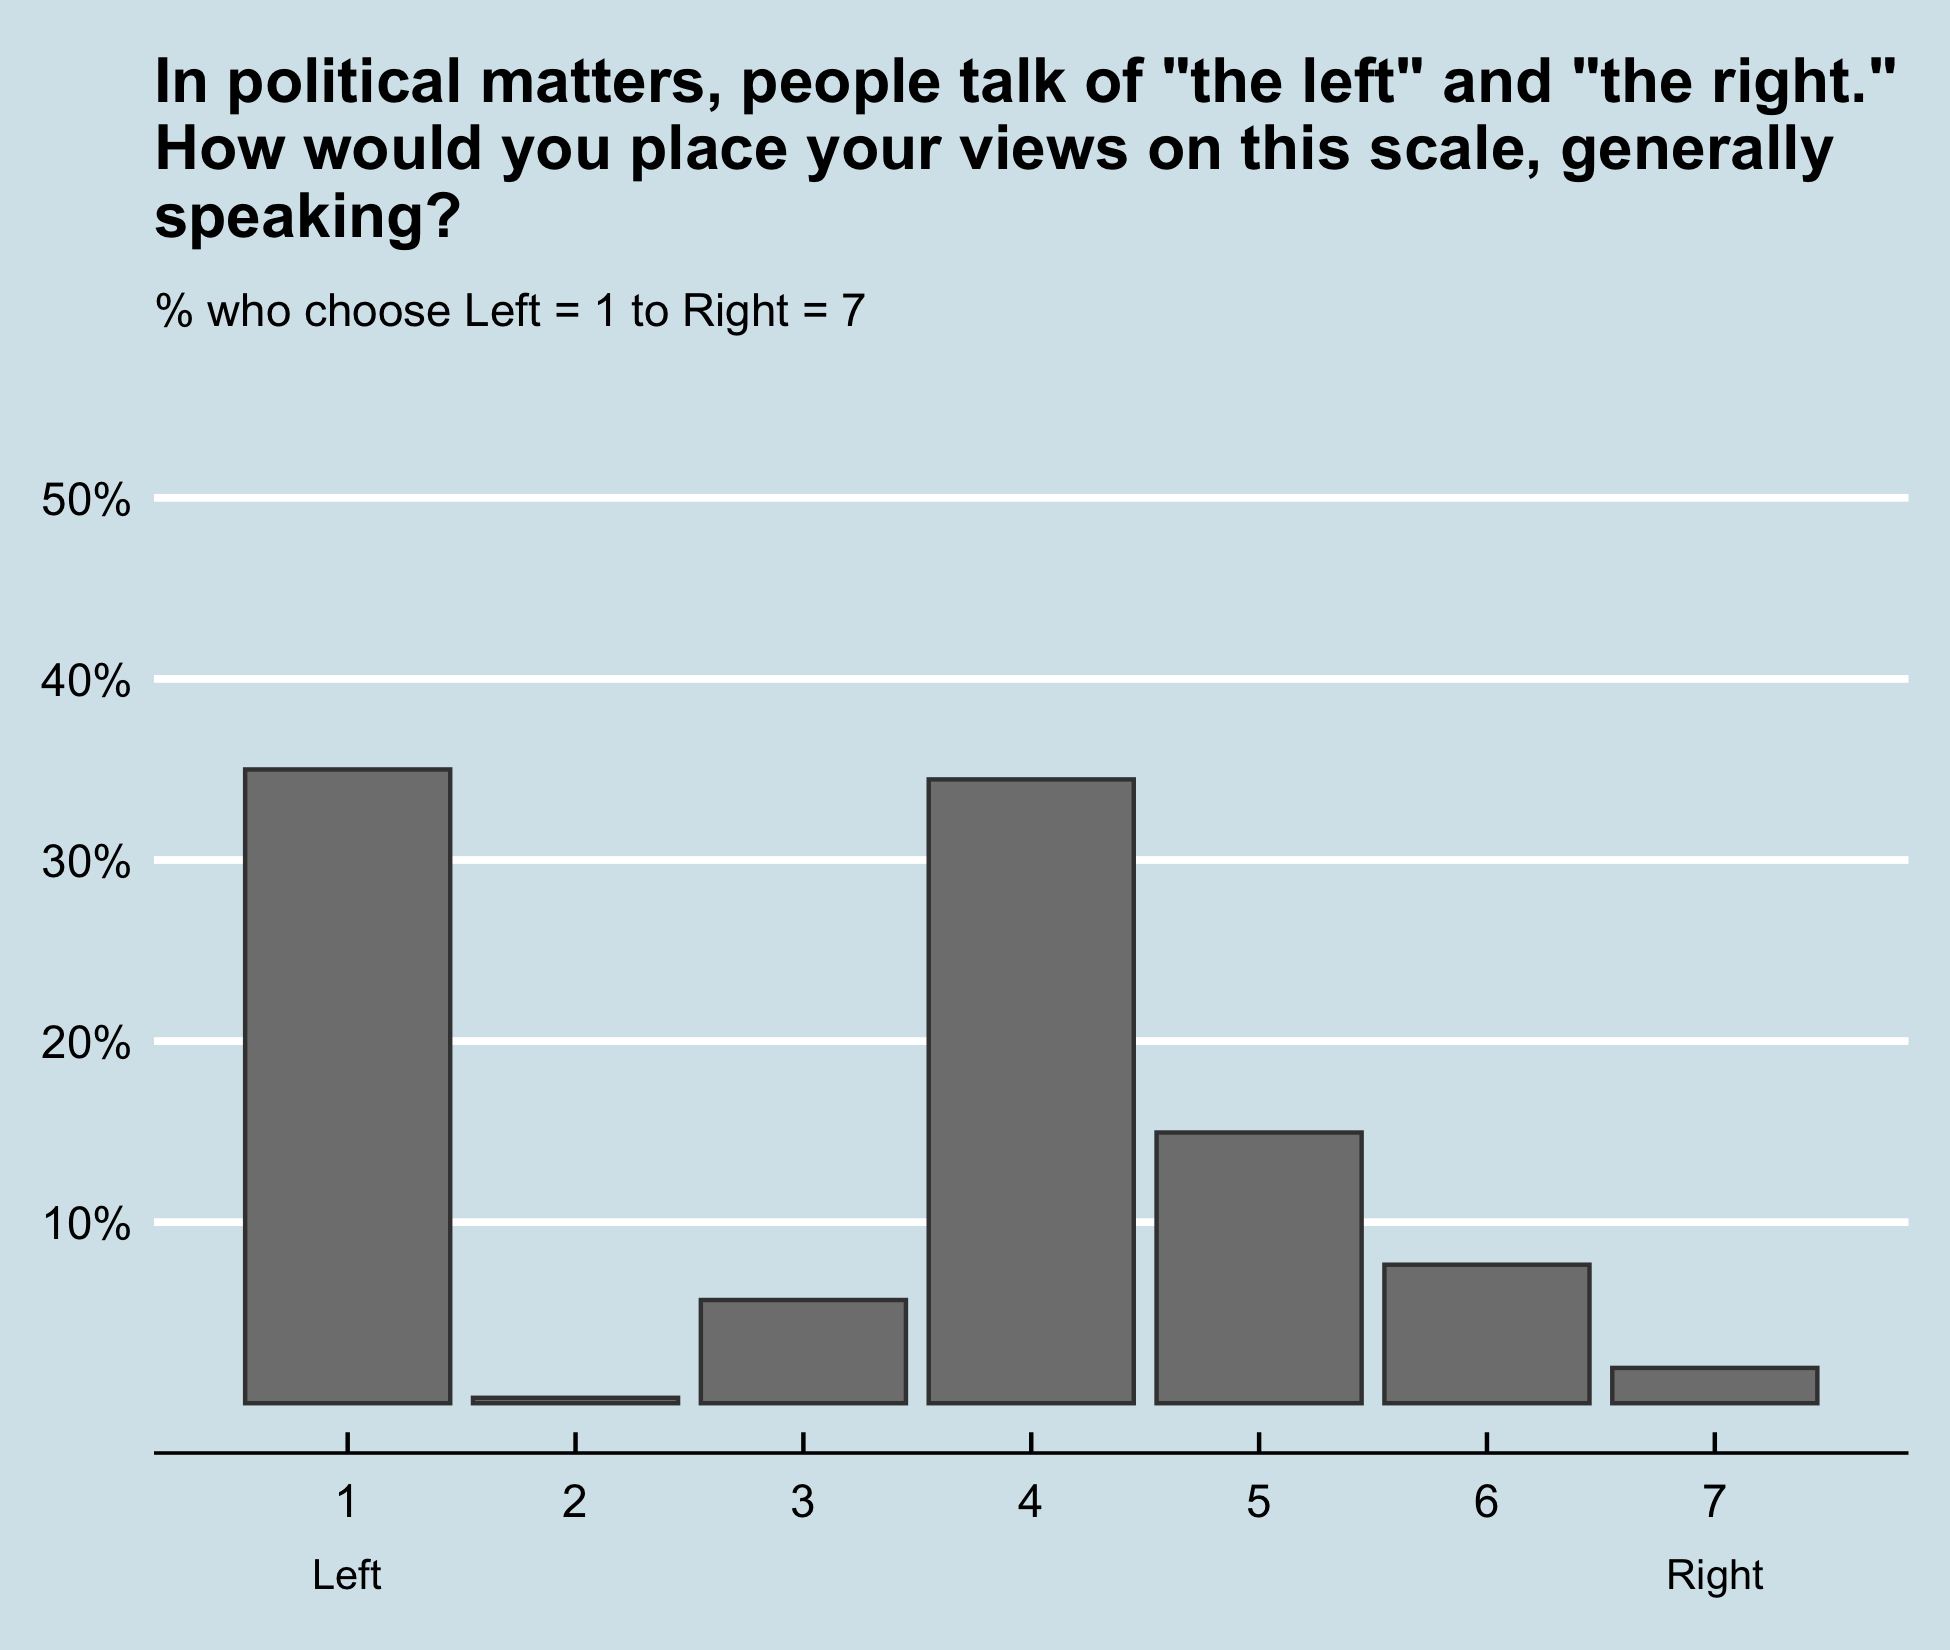 In political matters, people talk of "the left" and "the right."
How would you place your views on this scale, generally
speaking?
% who choose Left = 1 to Right = 7
50%
40%
30%
20%
10%
1 2 3 4 5 6 7
Left Right